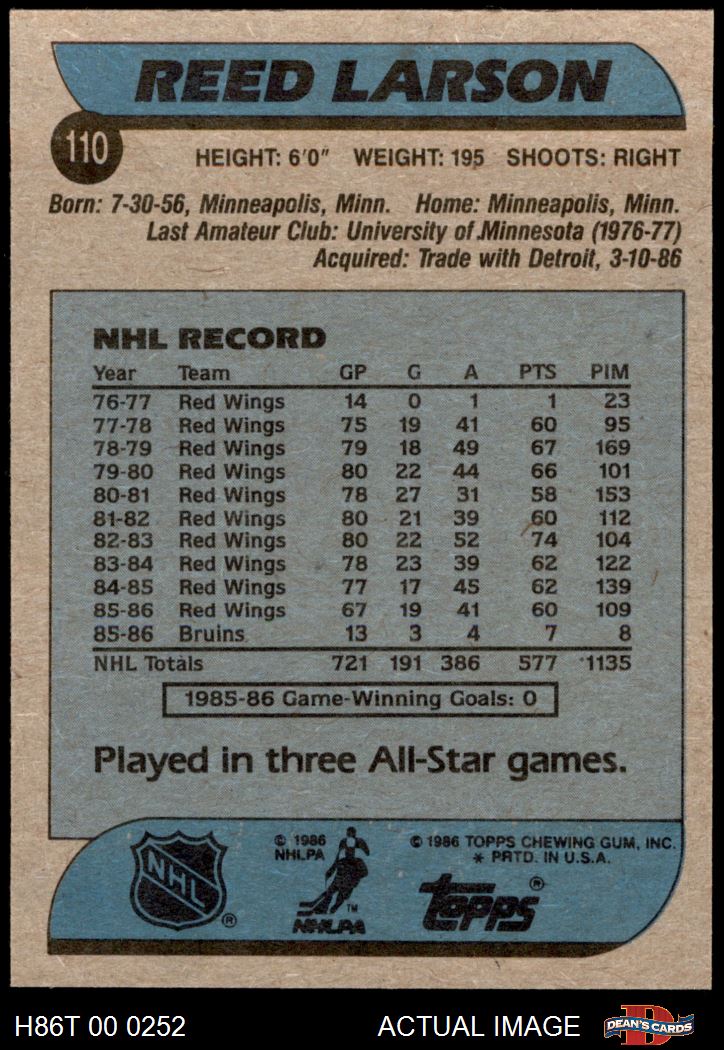 REED LARSON
110
HEIGHT: 6'0" WEIGHT: 195 SHOOTS: RIGHT
Born: 7-30-56, Minneapolis, Minn. Home: Minneapolis, Minn.
Last Amateur Club: University of Minnesota (1976-77)
Acquired: Trade with Detroit, 3-10-86
NHL RECORD
Year Team GP G A PTS PIM
76-77 Red Wings 14 0 1 1 23
77-78 Red Wings 75 19 41 60 95
78-79 Red Wings 79 18 49 67 169
79-80 Red Wings 80 22 44 66 101
80-81 Red Wings 78 27 31 58 153
81-82 Red Wings 80 21 39 60 112
82-83 Red Wings 80 22 52 74 104
83-84 Red Wings 78 23 39 62 122
84-85 Red Wings 77 17 45 62 139
85-86 Red Wings 67 19 41 60 109
85-86 Bruins 13 3 4 7 8
NHL Totals 721 191 386 577 1135
1985-86 Game-Winning Goals: 0
Played in three All-Star games.
NHL ®
© 1986
NHLPA
TM
NHLPA
© 1986 TOPPS CHEWING GUM, INC.
* PRTD. IN U.S.A.
topps ®
H86T 00 0252 ACTUAL IMAGE
D
DEAN'S CARDS